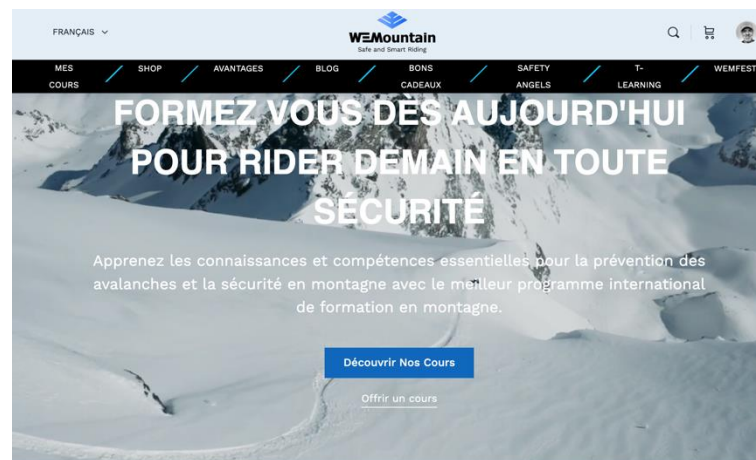 FRANÇAIS
WEMountain
Safe and Smart Riding
MES COURS
SHOP
AVANTAGES
BLOG
BONS CADEAUX
SAFETY ANGELS
T-LEARNING
WEMFEST
FORMEZ VOUS DÈS AUJOURD'HUI
POUR RIDER DEMAIN EN TOUTE
SÉCURITÉ
Apprenez les connaissances et compétences essentielles pour la prévention des
avalanches et la sécurité en montagne avec le meilleur programme international
de formation en montagne.
Découvrir Nos Cours
Offrir un cours